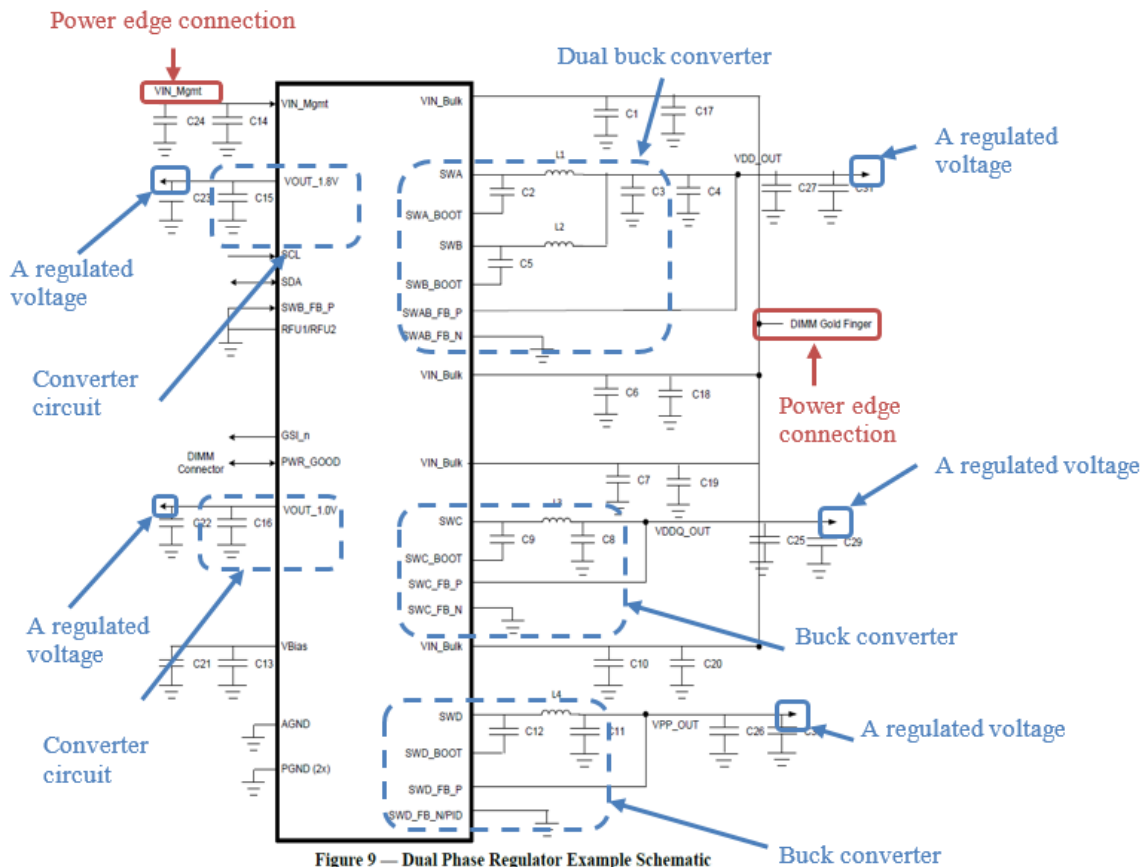 Power edge connection
Dual buck converter
VIN_Mgmt
VIN_Mgmt
VIN_Bulk
C24
C14
C1
C17
A regulated
voltage
L1
VDD_OUT
SWA
VOUT_1.8V
C2
C3
C4
C27
C31
C23
C15
SWA_BOOT
L2
SWB
C5
SCL
A regulated
voltage
SDA
SWB_BOOT
SWB_FB_P
SWAB_FB_P
RFU1/RFU2
DIMM Gold Finger
SWAB_FB_N
Converter
circuit
VIN_Bulk
C6
C18
Power edge
connection
GSI_n
DIMM
Connector
PWR_GOOD
VIN_Bulk
C7
C19
A regulated voltage
L3
VOUT_1.0V
SWC
VDDQ_OUT
C22
C16
C9
C8
C25
C29
SWC_BOOT
SWC_FB_P
SWC_FB_N
A regulated
voltage
Buck converter
VBias
VIN_Bulk
C21
C13
C10
C20
L4
SWD
VPP_OUT
AGND
C12
C11
C26
A regulated voltage
Converter
circuit
SWD_BOOT
PGND (2x)
SWD_FB_P
SWD_FB_N/PID
Buck converter
Figure 9 — Dual Phase Regulator Example Schematic